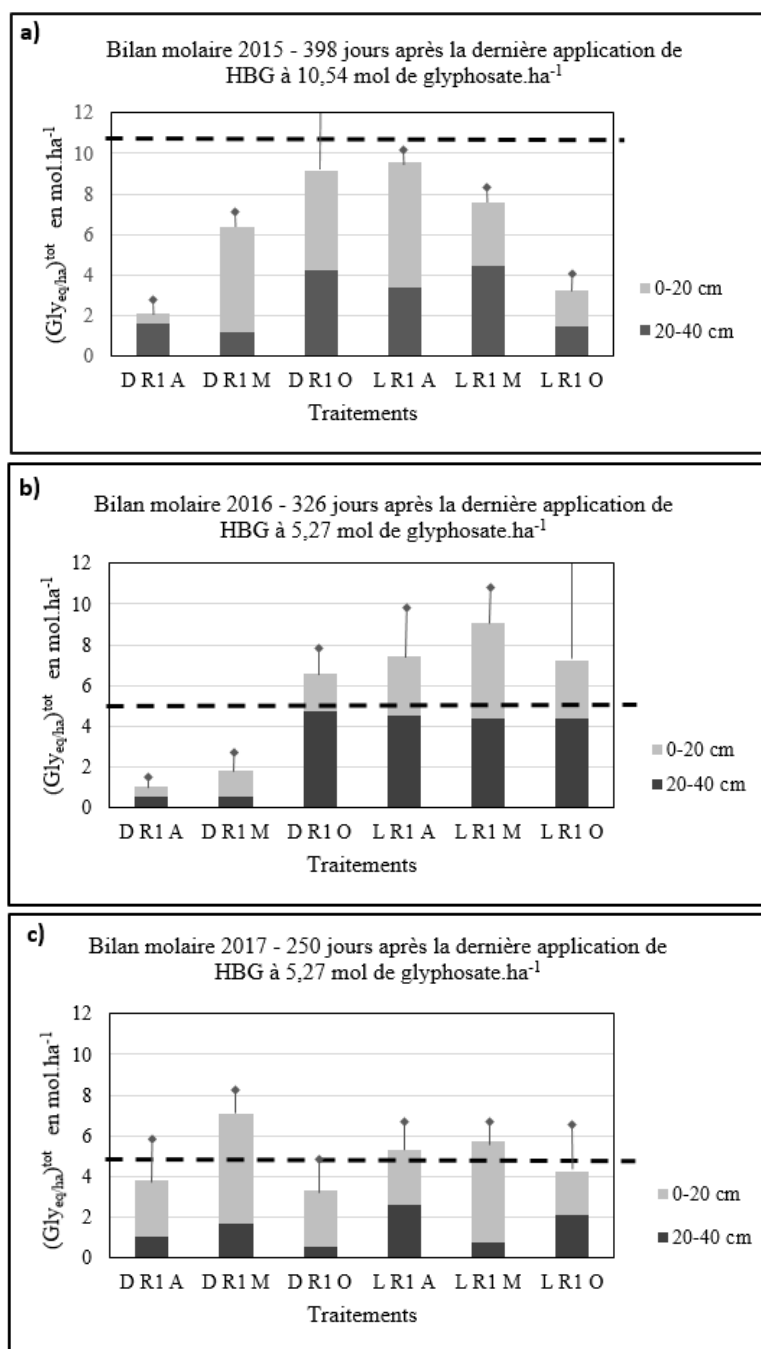 a)
Bilan molaire 2015 - 398 jours après la dernière application de
HBG à 10,54 mol de glyphosate.ha⁻¹
(Gly_eq/ha)^tot en mol.ha⁻¹
12
10
8
6
4
2
0
D R1 A D R1 M D R1 O L R1 A L R1 M L R1 O
Traitements
0-20 cm
20-40 cm
b)
Bilan molaire 2016 - 326 jours après la dernière application de
HBG à 5,27 mol de glyphosate.ha⁻¹
(Gly_eq/ha)^tot en mol.ha⁻¹
12
10
8
6
4
2
0
D R1 A D R1 M D R1 O L R1 A L R1 M L R1 O
Traitements
0-20 cm
20-40 cm
c)
Bilan molaire 2017 - 250 jours après la dernière application de
HBG à 5,27 mol de glyphosate.ha⁻¹
(Gly_eq/ha)^tot en mol.ha⁻¹
12
10
8
6
4
2
0
D R1 A D R1 M D R1 O L R1 A L R1 M L R1 O
Traitements
0-20 cm
20-40 cm